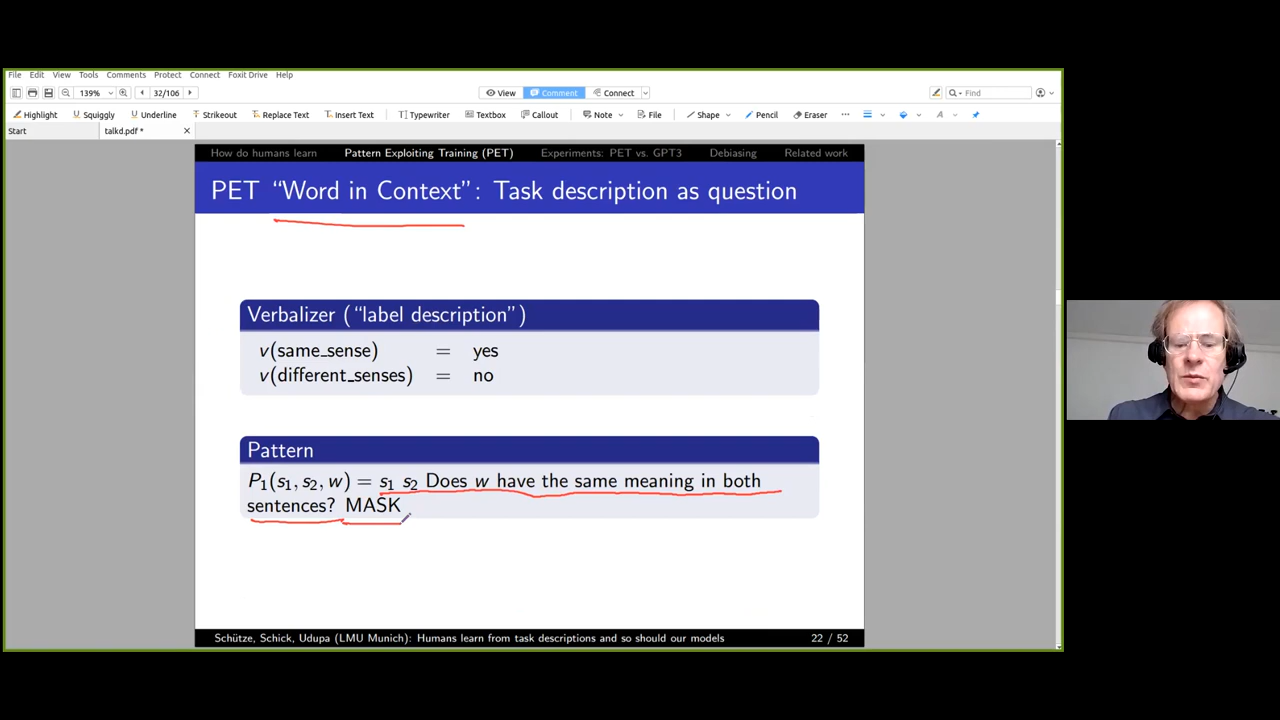 File Edit View Tools Comments Protect Connect Foxit Drive Help
139% 32/106 View Comment Connect Find
Highlight Squiggly Underline Strikeout Replace Text Insert Text Typewriter Textbox Callout Note File Shape Pencil Eraser
Start talkd.pdf *
How do humans learn Pattern Exploiting Training (PET) Experiments: PET vs. GPT3 Debiasing Related work
PET “Word in Context”: Task description as question
Verbalizer (“label description”)
v(same_sense) = yes
v(different_senses) = no
Pattern
P₁(s₁, s₂, w) = s₁ s₂ Does w have the same meaning in both
sentences? MASK
Schütze, Schick, Udupa (LMU Munich): Humans learn from task descriptions and so should our models 22 / 52